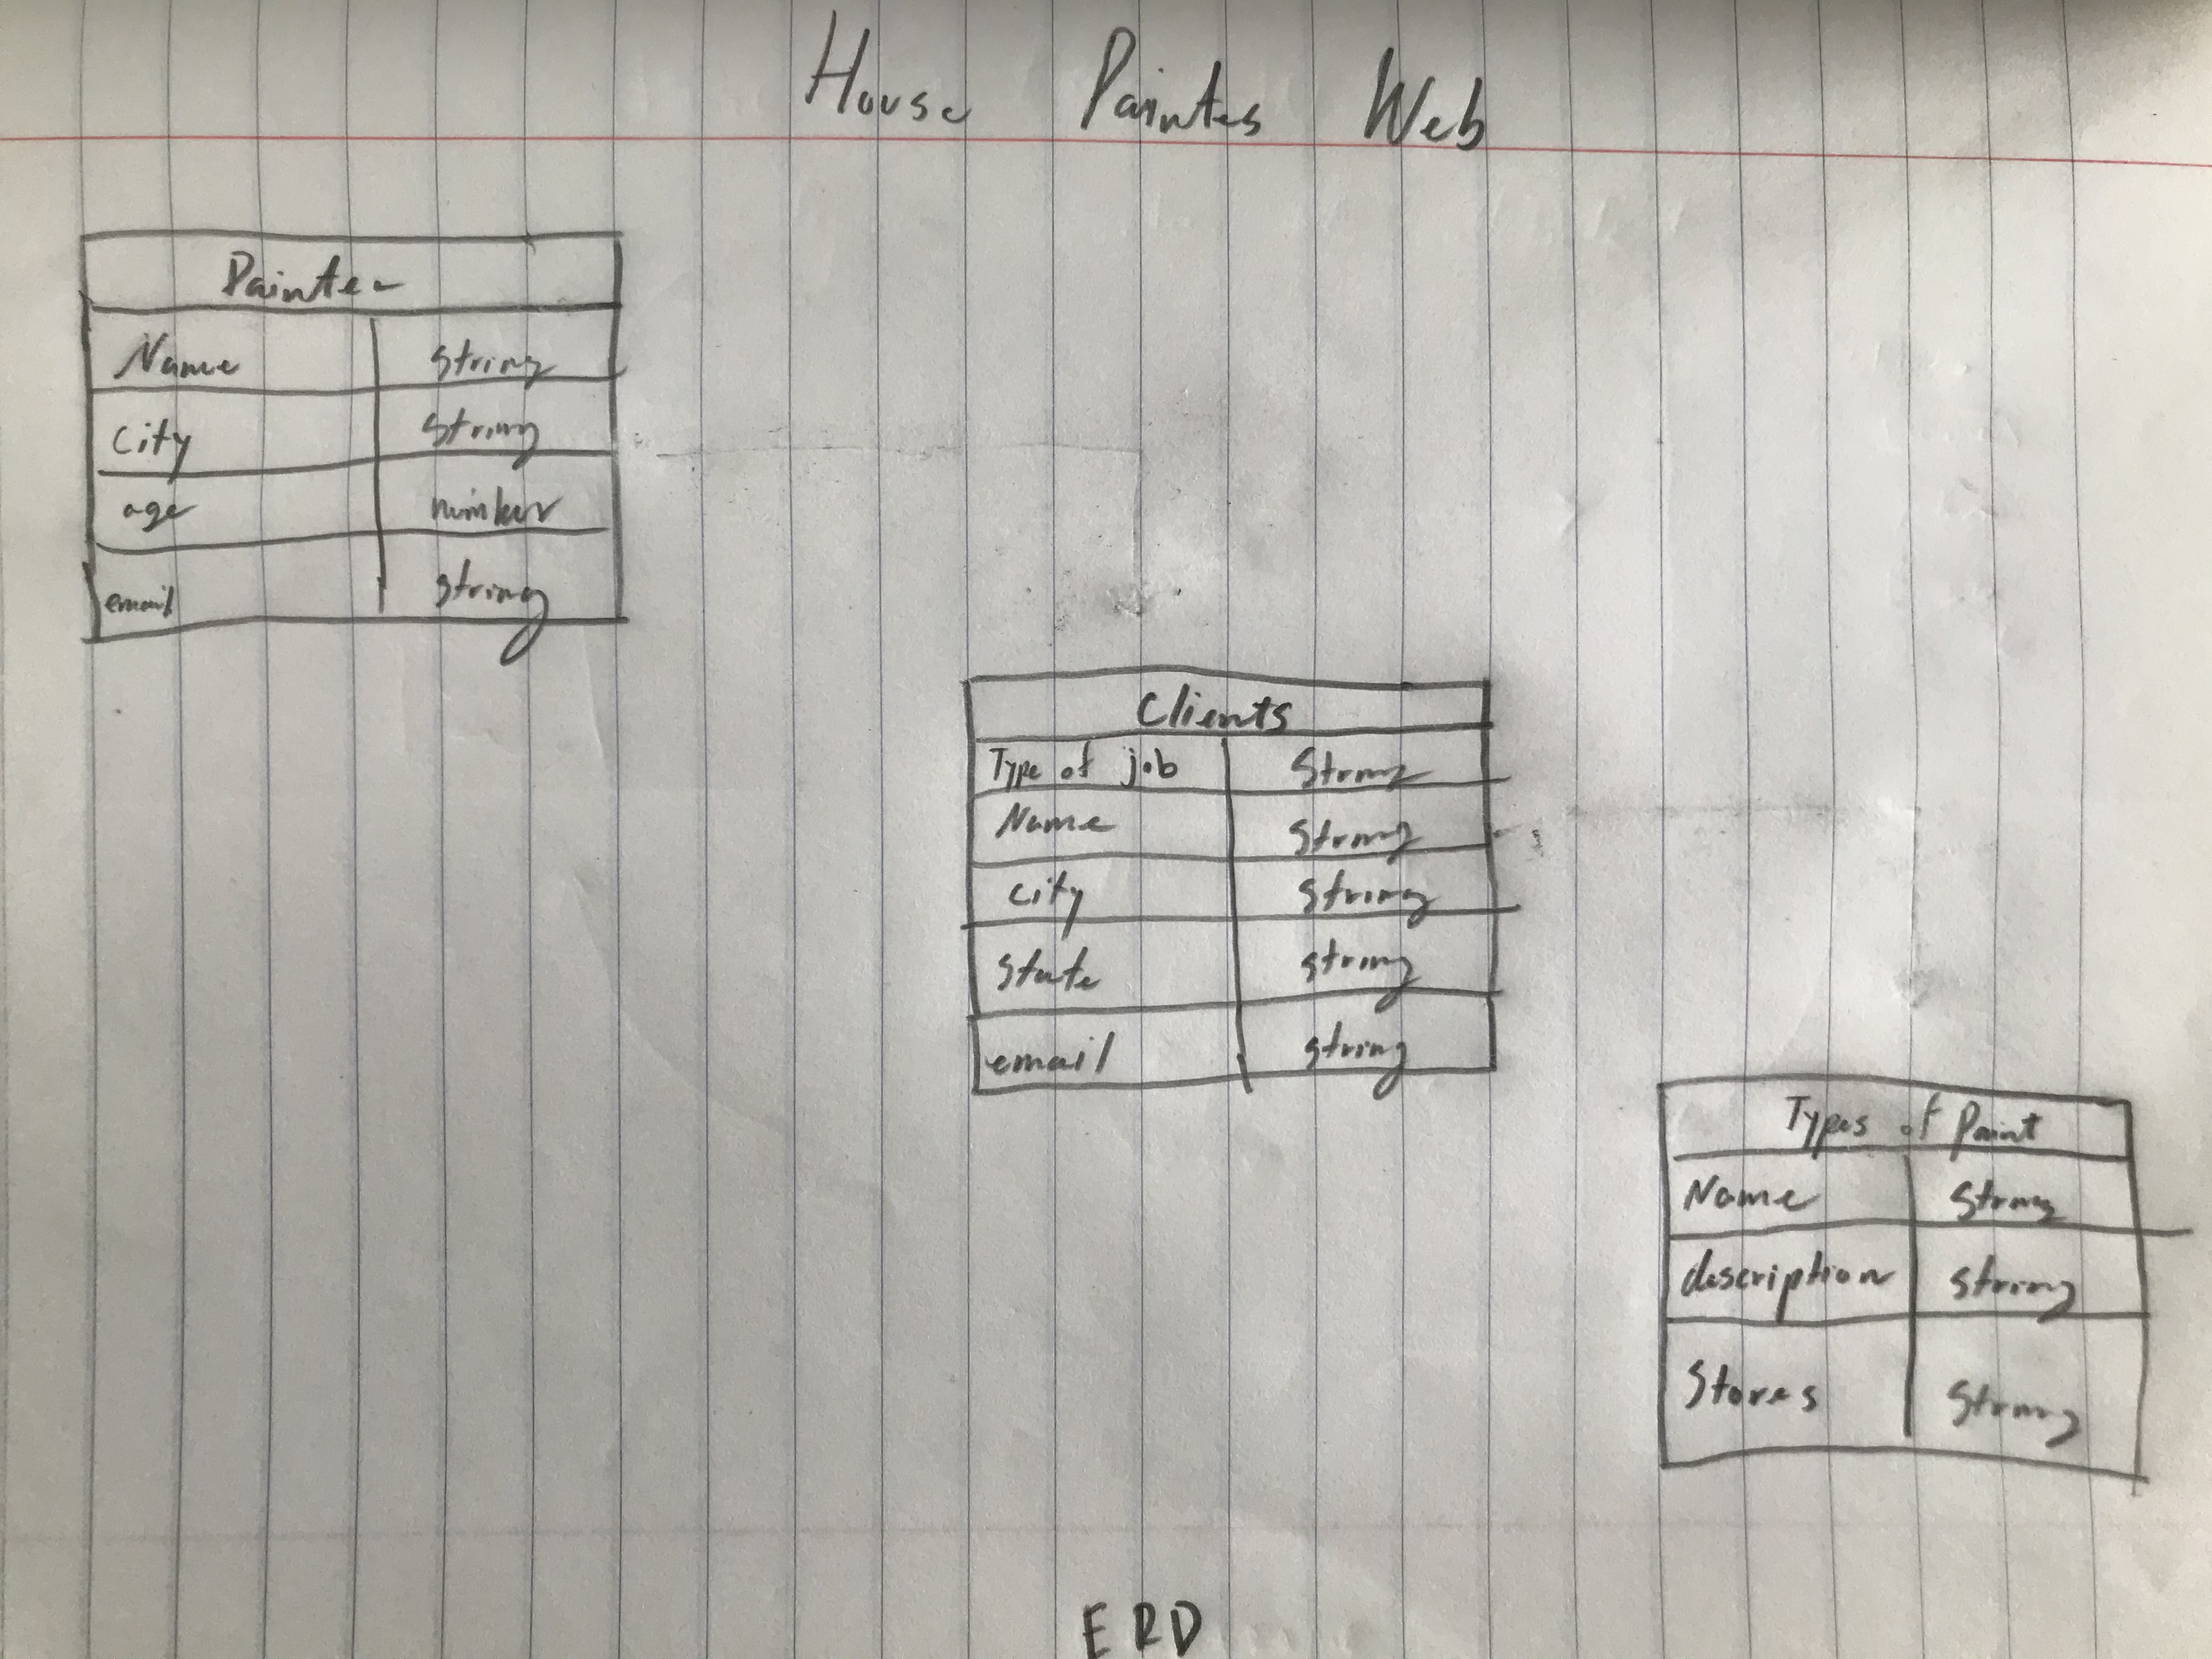 House Paintes Web
Painter
Name string
City string
age number
email string
Clients
Type of job String
Name String
city string
state string
email string
Types of Paint
Name String
description string
Stores string
ERD